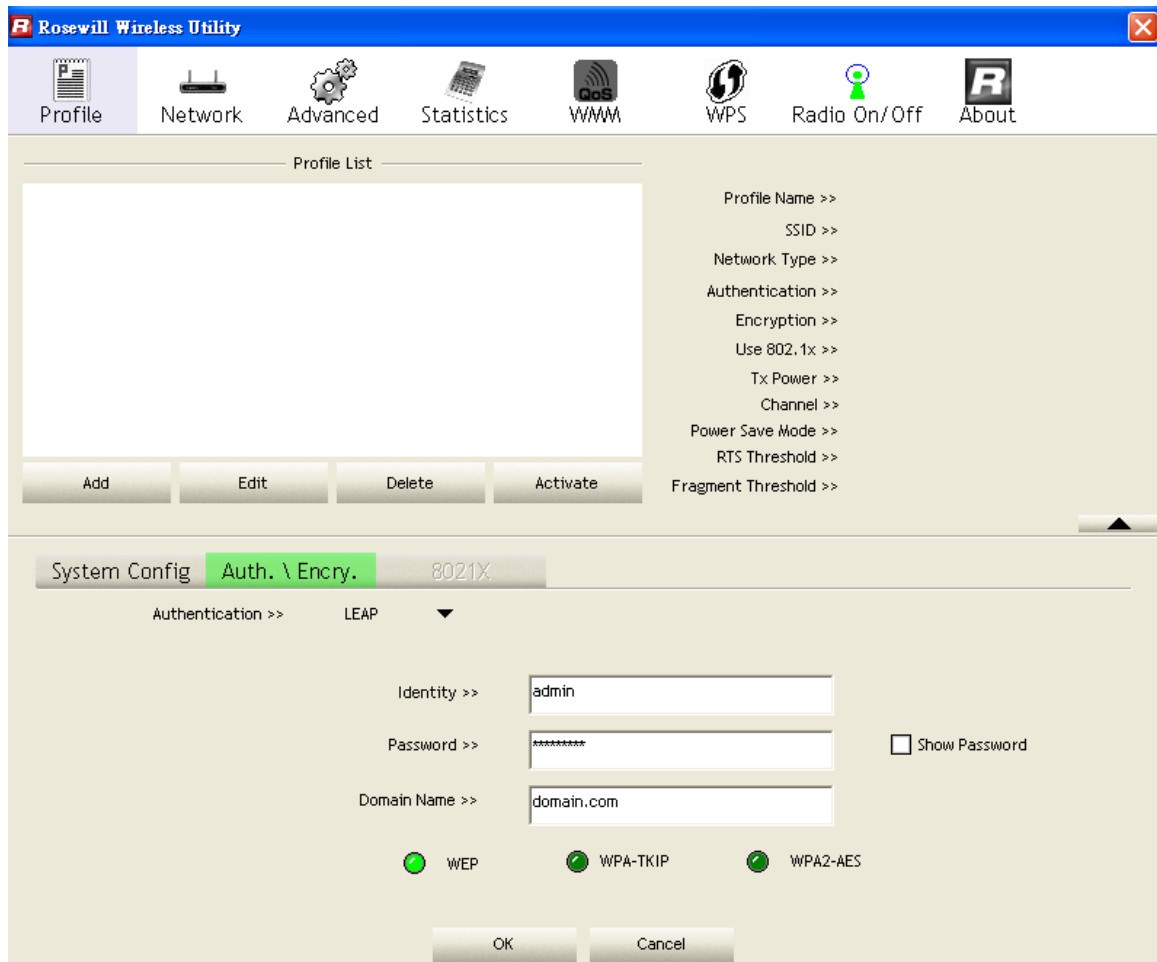 R Rosewill Wireless Utility
Profile Network Advanced Statistics QoS WMM WPS Radio On/Off R About
Profile List
Profile Name >>
SSID >>
Network Type >>
Authentication >>
Encryption >>
Use 802.1x >>
Tx Power >>
Channel >>
Power Save Mode >>
RTS Threshold >>
Fragment Threshold >>
Add Edit Delete Activate
System Config Auth. \ Encry. 8021X
Authentication >> LEAP
Identity >> admin
Password >> ********* Show Password
Domain Name >> domain.com
WEP WPA-TKIP WPA2-AES
OK Cancel